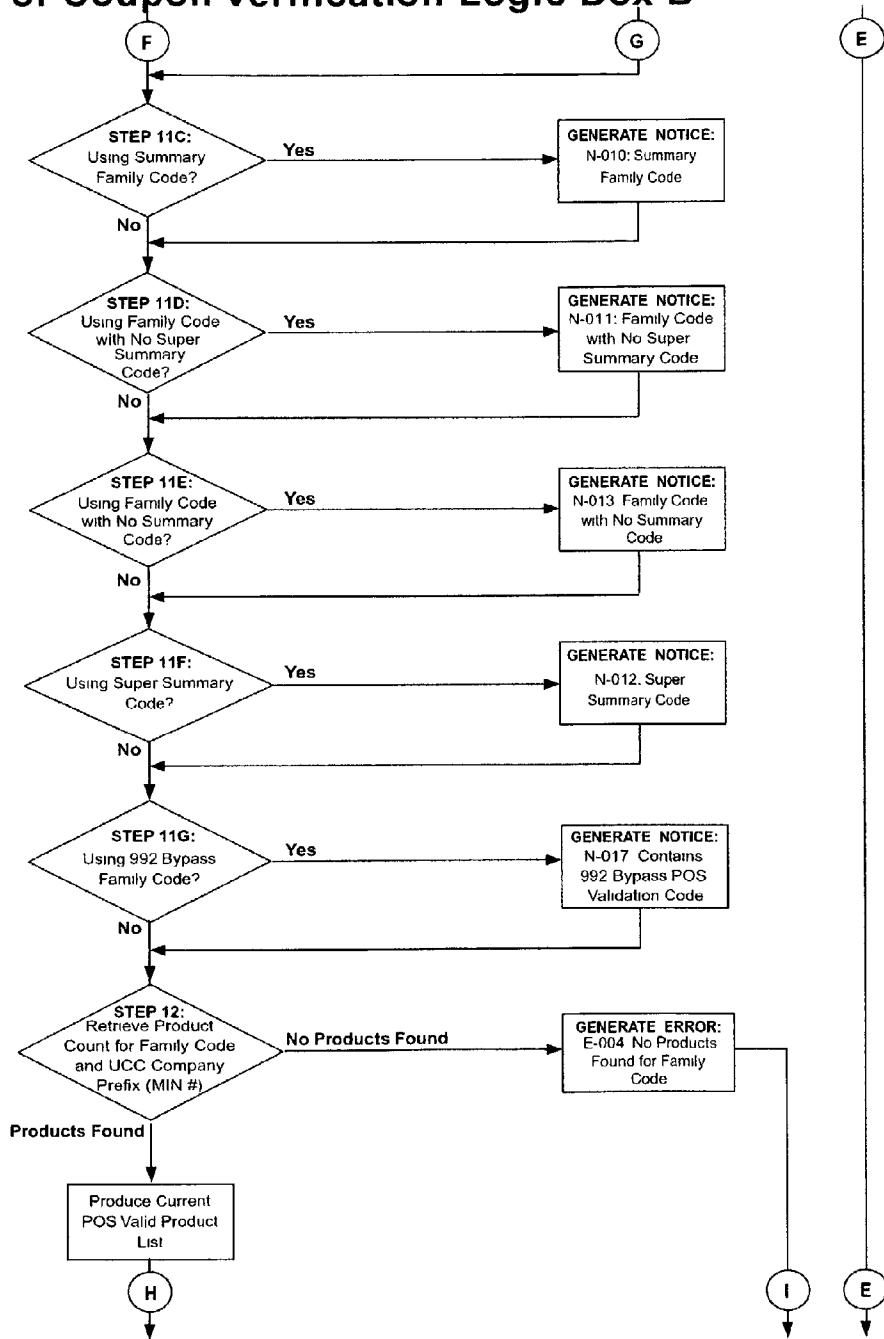 of Coupon Verification Logic Box B
F
G
E
STEP 11C:
Using Summary
Family Code?
Yes
No
GENERATE NOTICE:
N-010: Summary
Family Code
STEP 11D:
Using Family Code
with No Super
Summary
Code?
Yes
No
GENERATE NOTICE:
N-011: Family Code
with No Super
Summary Code
STEP 11E:
Using Family Code
with No Summary
Code?
Yes
No
GENERATE NOTICE:
N-013 Family Code
with No Summary
Code
STEP 11F:
Using Super Summary
Code?
Yes
No
GENERATE NOTICE:
N-012. Super
Summary Code
STEP 11G:
Using 992 Bypass
Family Code?
Yes
No
GENERATE NOTICE:
N-017 Contains
992 Bypass POS
Validation Code
STEP 12:
Retrieve Product
Count for Family Code
and UCC Company
Prefix (MIN #)
No Products Found
Products Found
GENERATE ERROR:
E-004 No Products
Found for Family
Code
Produce Current
POS Valid Product
List
H
I
E